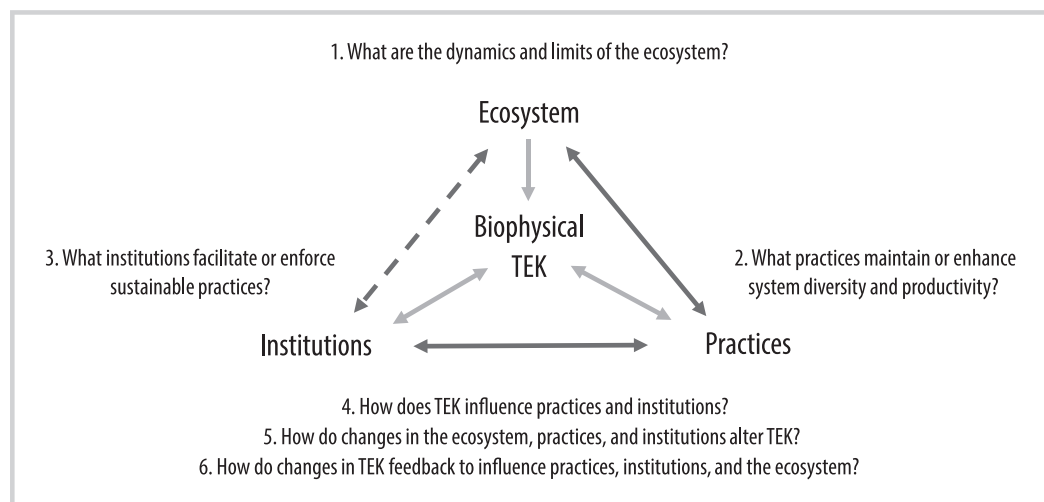 1. What are the dynamics and limits of the ecosystem?
Ecosystem
Biophysical
TEK
3. What institutions facilitate or enforce
sustainable practices?
2. What practices maintain or enhance
system diversity and productivity?
Institutions
Practices
4. How does TEK influence practices and institutions?
5. How do changes in the ecosystem, practices, and institutions alter TEK?
6. How do changes in TEK feedback to influence practices, institutions, and the ecosystem?